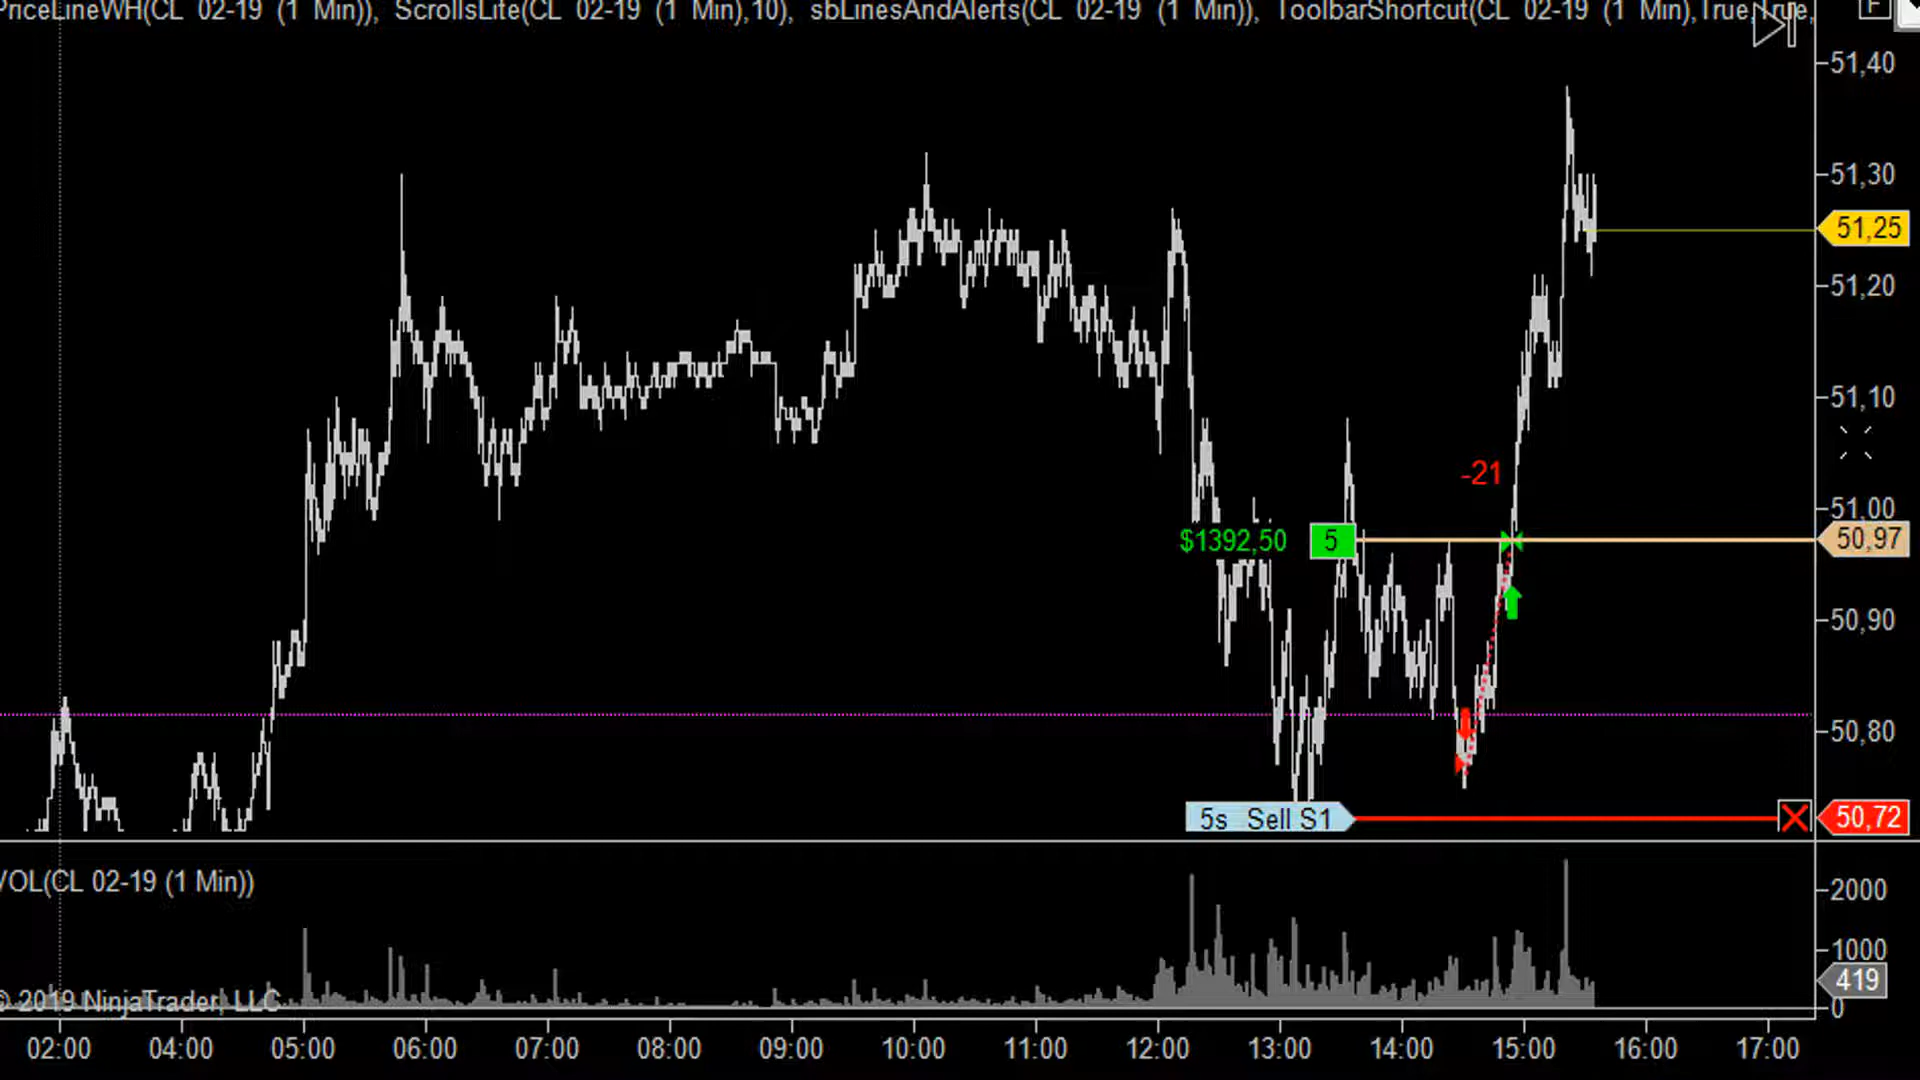 PriceLineWH(CL 02-19 (1 Min)), ScrollsLite(CL 02-19 (1 Min),10), sbLinesAndAlerts(CL 02-19 (1 Min)), ToolbarShortcut(CL 02-19 (1 Min),True,True,
F
51,40
51,30
51,25
51,20
51,10
-21
51,00
$1392,50 5 50,97
50,90
50,80
5s Sell S1 50,72
VOL(CL 02-19 (1 Min))
2000
1000
419
© 2019 NinjaTrader, LLC
0
02:00 04:00 05:00 06:00 07:00 08:00 09:00 10:00 11:00 12:00 13:00 14:00 15:00 16:00 17:00